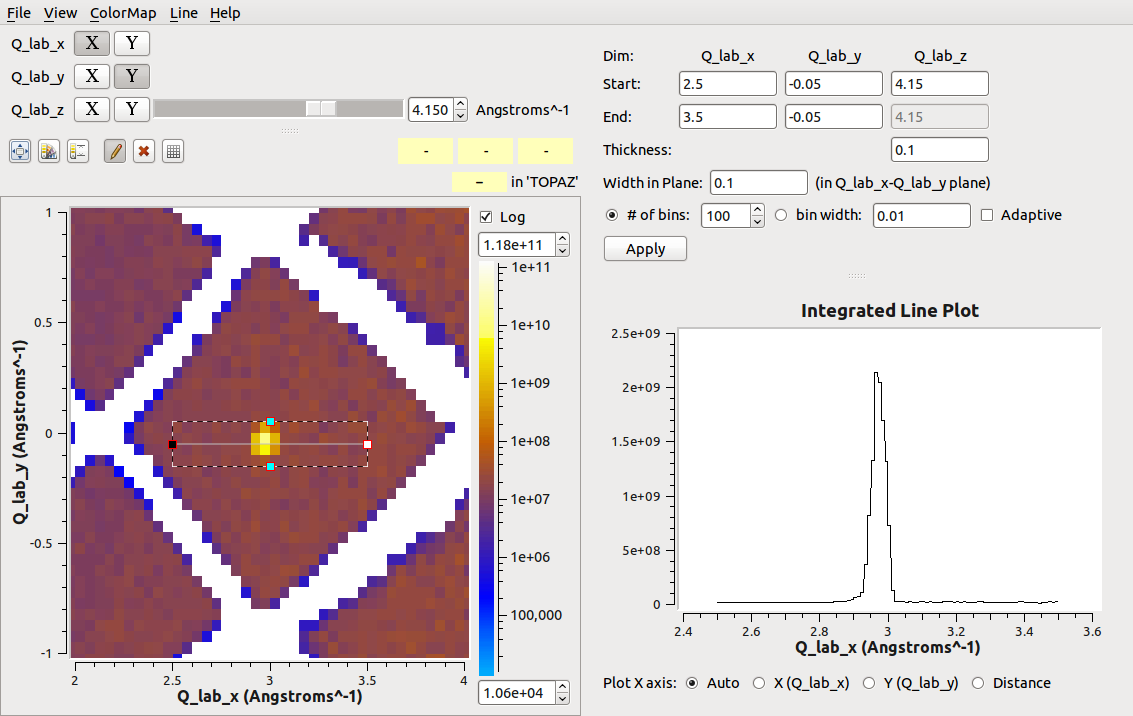 File View ColorMap Line Help
Q_lab_x X Y
Q_lab_y X Y
Q_lab_z X Y 4.150 Angstroms^-1
- - -
– in 'TOPAZ'
Log
1.18e+11
1e+11
1e+10
1e+09
1e+08
1e+07
1e+06
100,000
1.06e+04
1
0.5
0
-0.5
-1
Q_lab_y (Angstroms^-1)
2 2.5 3 3.5 4
Q_lab_x (Angstroms^-1)
Dim: Q_lab_x Q_lab_y Q_lab_z
Start: 2.5 -0.05 4.15
End: 3.5 -0.05 4.15
Thickness: 0.1
Width in Plane: 0.1 (in Q_lab_x-Q_lab_y plane)
# of bins: 100 bin width: 0.01 Adaptive
Apply
Integrated Line Plot
2.5e+09
2e+09
1.5e+09
1e+09
5e+08
0
2.4 2.6 2.8 3 3.2 3.4 3.6
Q_lab_x (Angstroms^-1)
Plot X axis: Auto X (Q_lab_x) Y (Q_lab_y) Distance